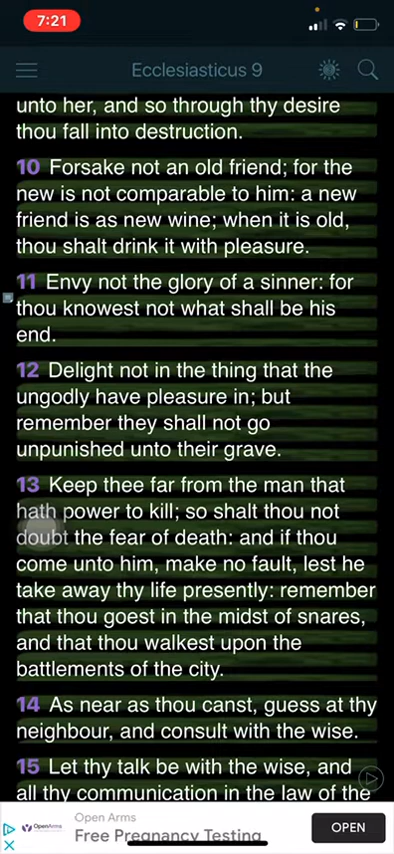 7:21
Ecclesiasticus 9
unto her, and so through thy desire
thou fall into destruction.
10 Forsake not an old friend; for the
new is not comparable to him: a new
friend is as new wine; when it is old,
thou shalt drink it with pleasure.
11 Envy not the glory of a sinner: for
thou knowest not what shall be his
end.
12 Delight not in the thing that the
ungodly have pleasure in; but
remember they shall not go
unpunished unto their grave.
13 Keep thee far from the man that
hath power to kill; so shalt thou not
doubt the fear of death: and if thou
come unto him, make no fault, lest he
take away thy life presently: remember
that thou goest in the midst of snares,
and that thou walkest upon the
battlements of the city.
14 As near as thou canst, guess at thy
neighbour, and consult with the wise.
15 Let thy talk be with the wise, and
all thy communication in the law of the
OpenArms
Open Arms
Free Pregnancy Testing
OPEN